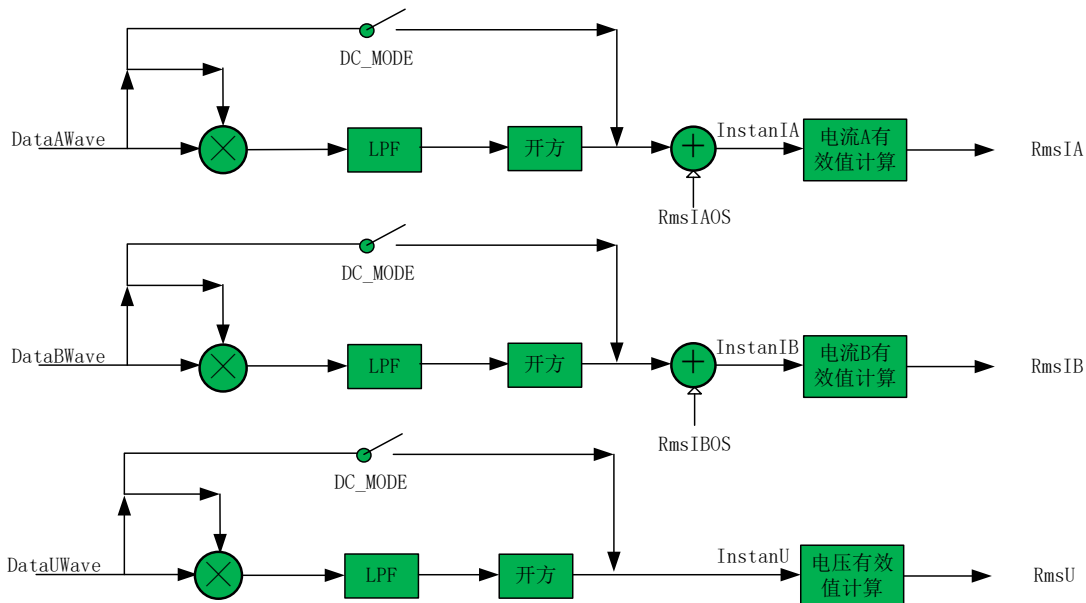 DC_MODE
DataAWave
LPF
开方
InstanIA
电流A有
效值计算
RmsIA
RmsIAOS
DC_MODE
DataBWave
LPF
开方
InstanIB
电流B有
效值计算
RmsIB
RmsIBOS
DC_MODE
DataUWave
LPF
开方
InstanU
电压有效
值计算
RmsU